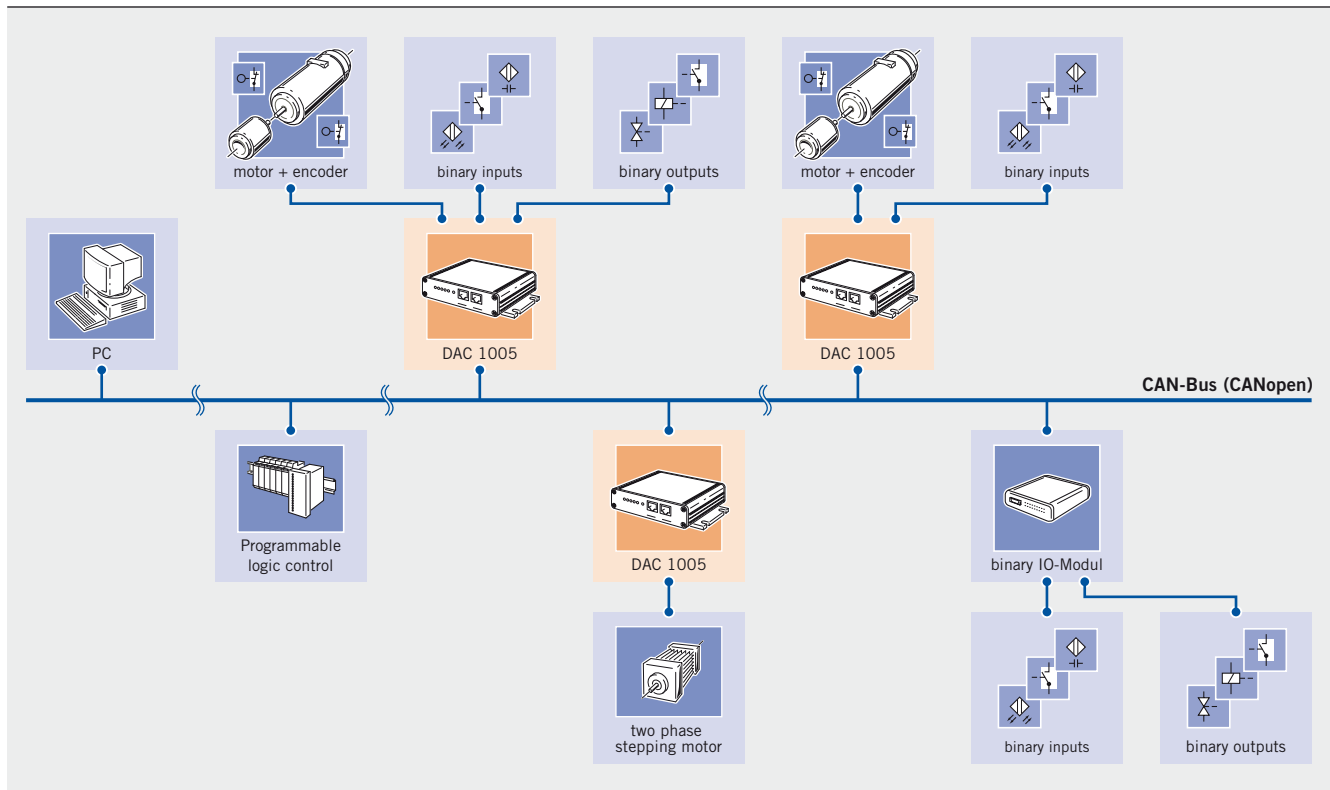 motor + encoder
binary inputs
binary outputs
motor + encoder
binary inputs
PC
DAC 1005
DAC 1005
CAN-Bus (CANopen)
Programmable
logic control
DAC 1005
binary IO-Modul
two phase
stepping motor
binary inputs
binary outputs